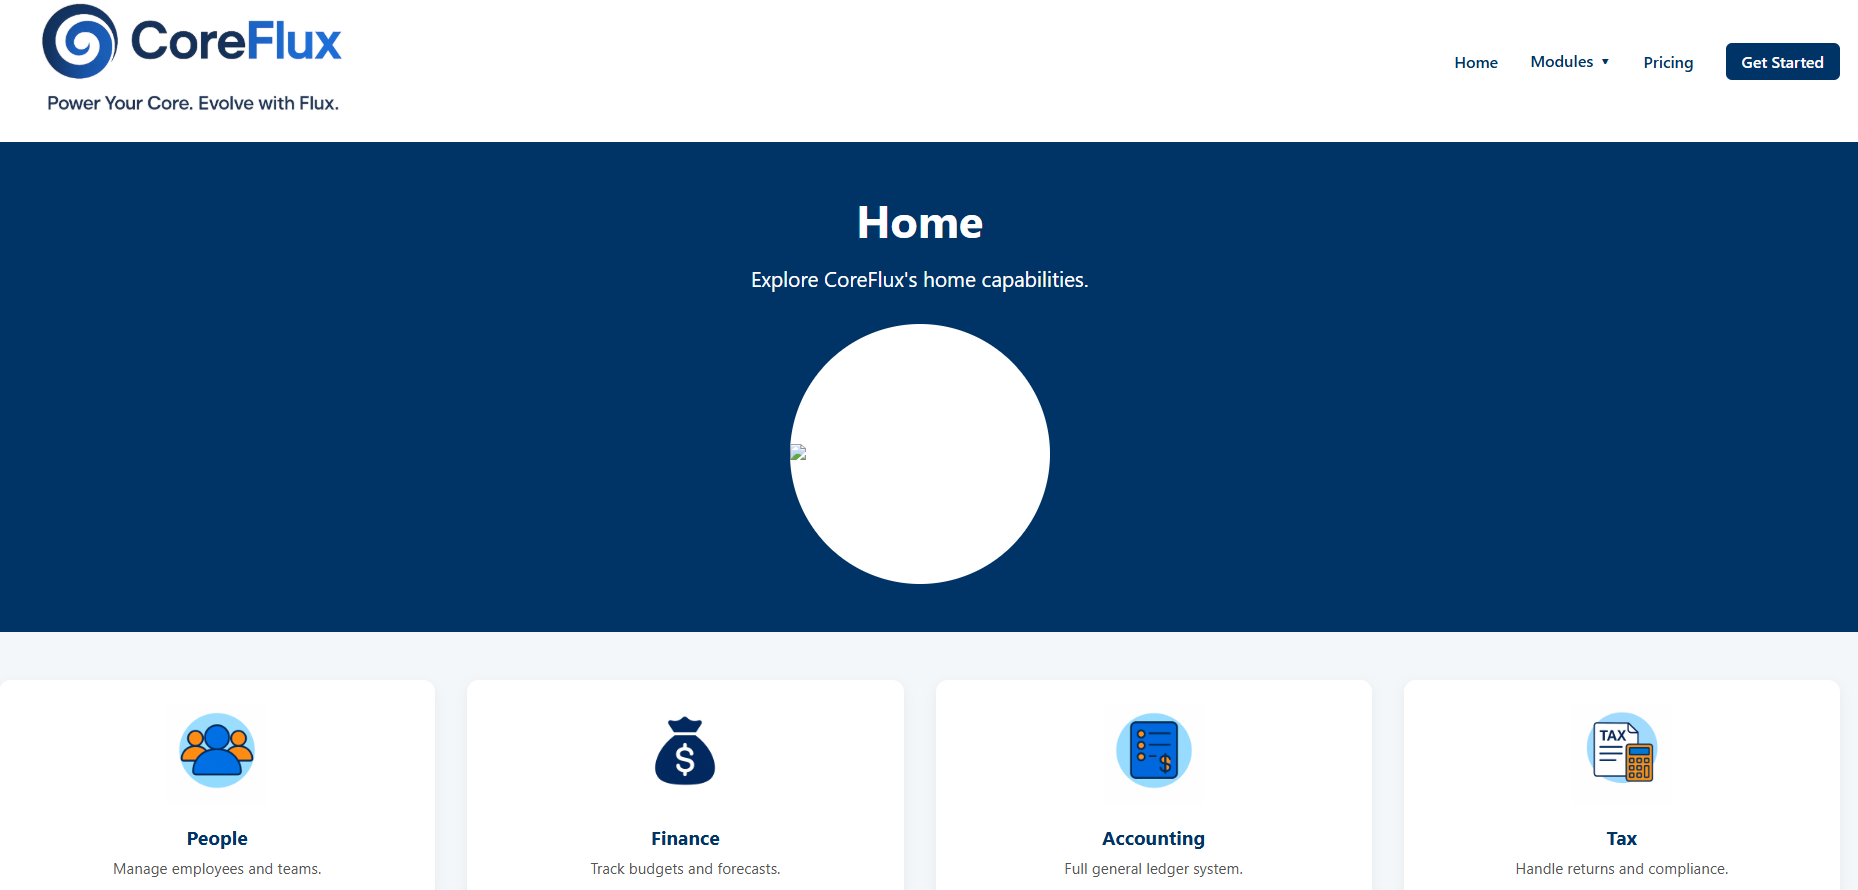 CoreFlux
Power Your Core. Evolve with Flux.
Home Modules ▼ Pricing Get Started
Home
Explore CoreFlux's home capabilities.
$
$
TAX
People
Manage employees and teams.
Finance
Track budgets and forecasts.
Accounting
Full general ledger system.
Tax
Handle returns and compliance.